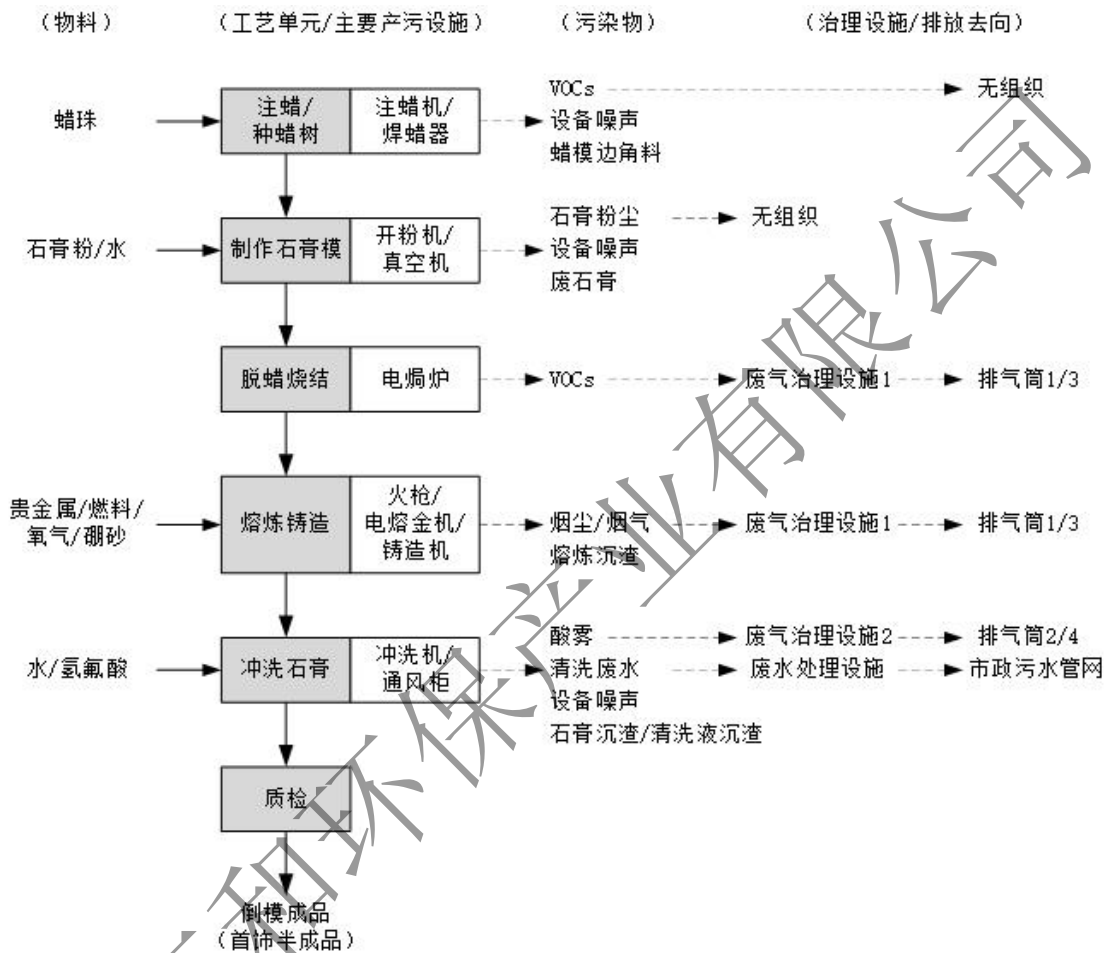 （物料）
（工艺单元/主要产污设施）
（污染物）
（治理设施/排放去向）
蜡珠
注蜡/
种蜡树
注蜡机/
焊蜡器
VOCs
无组织
设备噪声
蜡模边角料
石膏粉/水
制作石膏模
开粉机/
真空机
石膏粉尘
无组织
设备噪声
废石膏
脱蜡烧结
电焗炉
VOCs
废气治理设施1
排气筒1/3
贵金属/燃料/
氧气/硼砂
熔炼铸造
火枪/
电熔金机/
铸造机
烟尘/烟气
废气治理设施1
排气筒1/3
熔炼沉渣
水/氢氟酸
冲洗石膏
冲洗机/
通风柜
酸雾
废气治理设施2
排气筒2/4
清洗废水
废水处理设施
市政污水管网
设备噪声
石膏沉渣/清洗液沉渣
质检
倒模成品
（首饰半成品）
和环保产业有限公司